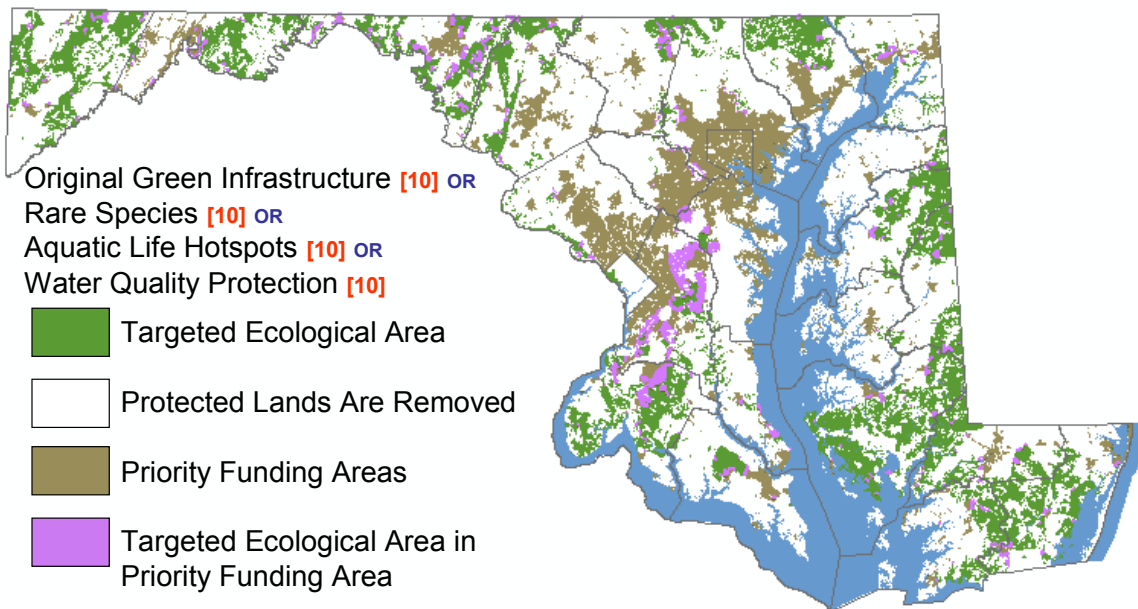 Original Green Infrastructure [10] OR
Rare Species [10] OR
Aquatic Life Hotspots [10] OR
Water Quality Protection [10]
Targeted Ecological Area
Protected Lands Are Removed
Priority Funding Areas
Targeted Ecological Area in
Priority Funding Area